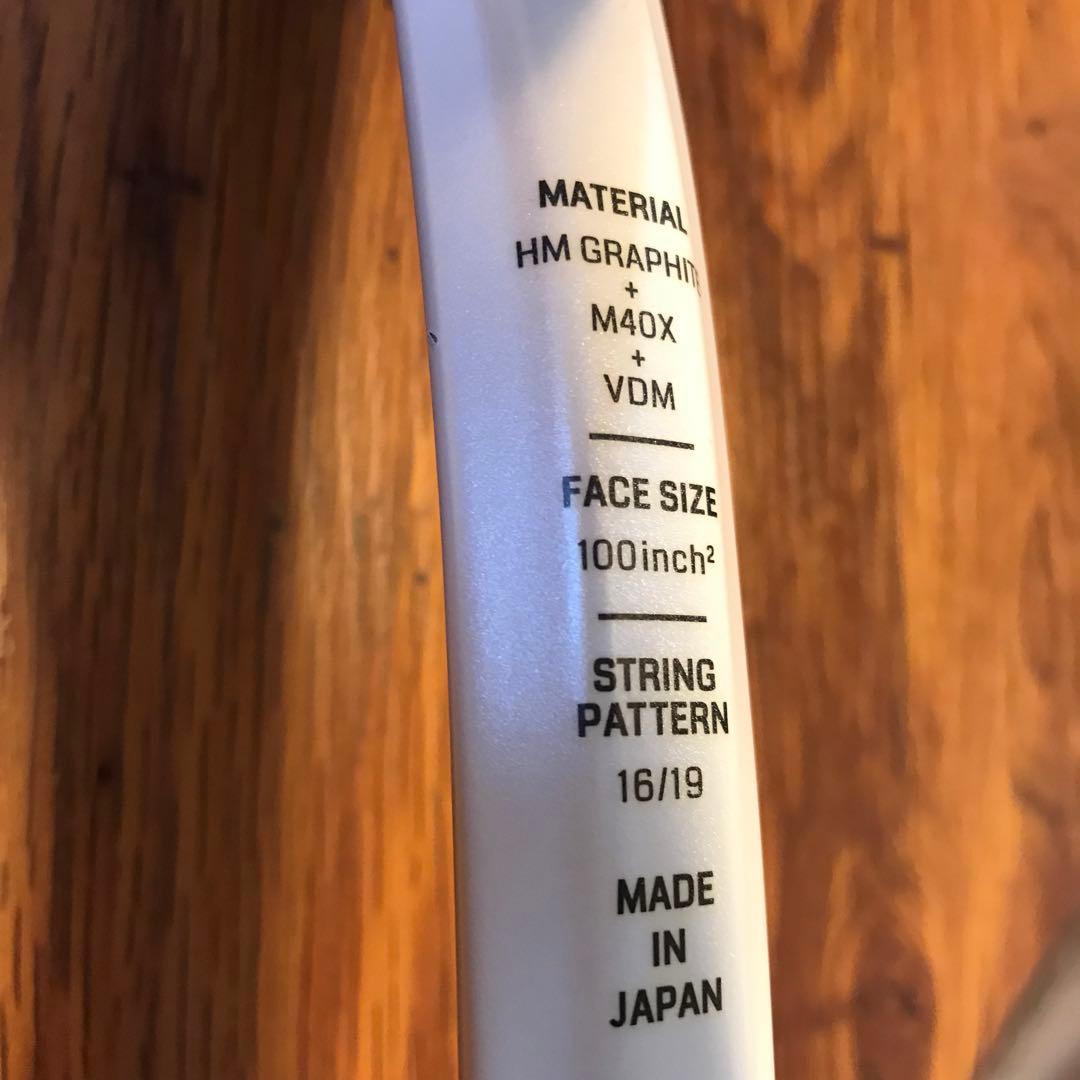 MATERIAL
HM GRAPHITE
+
M40X
+
VDM
FACE SIZE
100inch²
STRING
PATTERN
16/19
MADE
IN
JAPAN